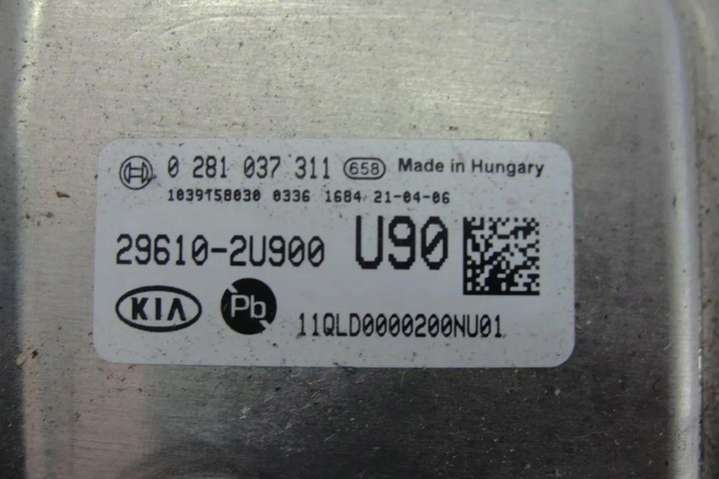 0 281 037 311 658 Made in Hungary
1039T58030 0336 1684 21-04-06
29610-2U900 U90
KIA Pb
11QLD0000200NU01